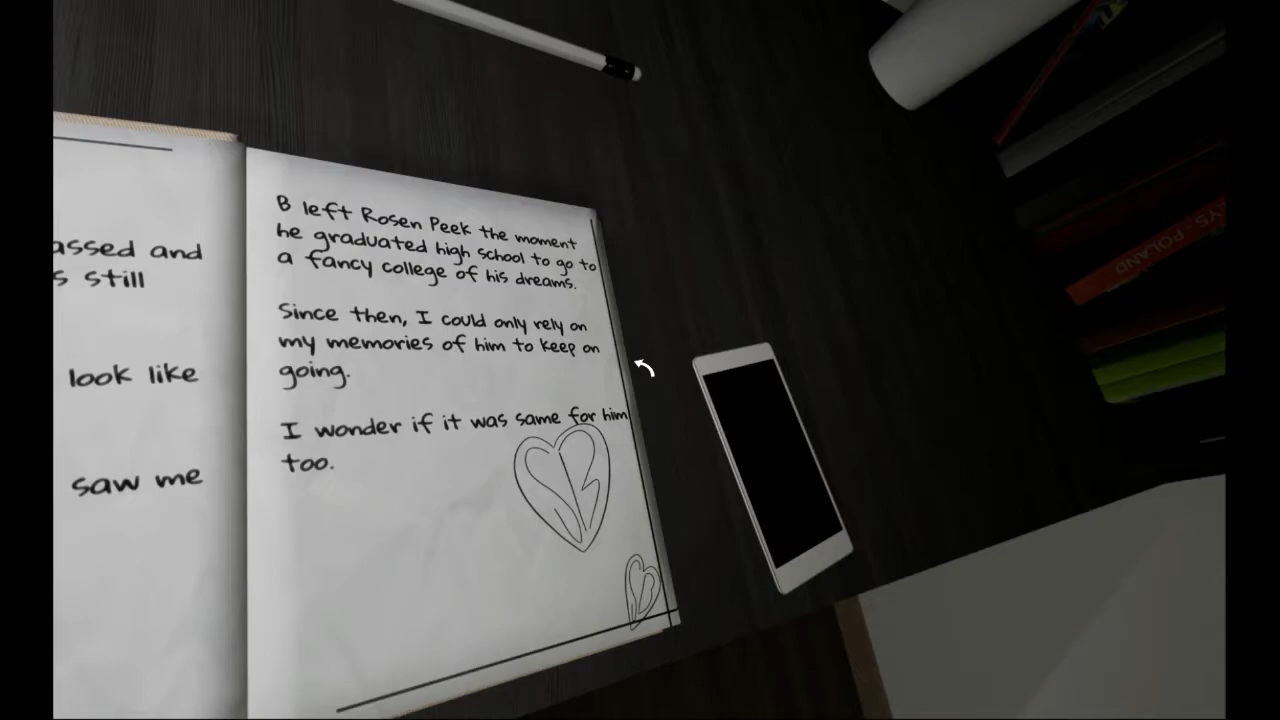 assed and
s still
look like
saw me
B left Rosen Peek the moment
he graduated high school to go to
a fancy college of his dreams.
Since then, I could only rely on
my memories of him to keep on
going.
I wonder if it was same for him
too.
YS · POLAND